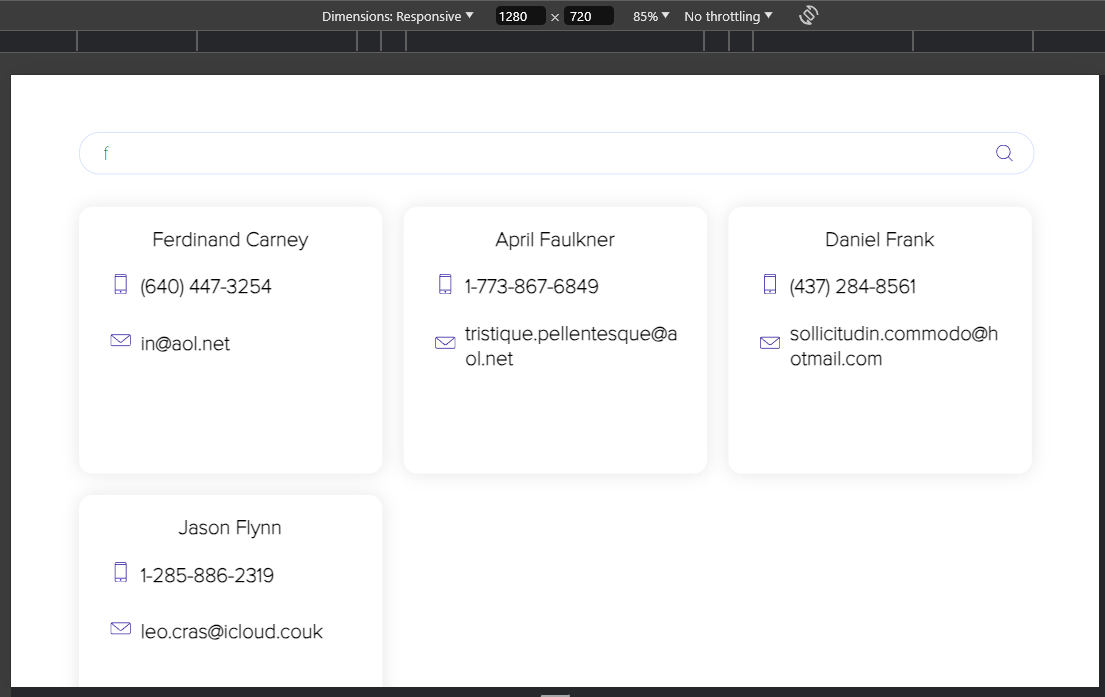 Dimensions: Responsive 1280 × 720 85% No throttling
f
Ferdinand Carney
(640) 447-3254
in@aol.net
April Faulkner
1-773-867-6849
tristique.pellentesque@a
ol.net
Daniel Frank
(437) 284-8561
sollicitudin.commodo@h
otmail.com
Jason Flynn
1-285-886-2319
leo.cras@icloud.couk